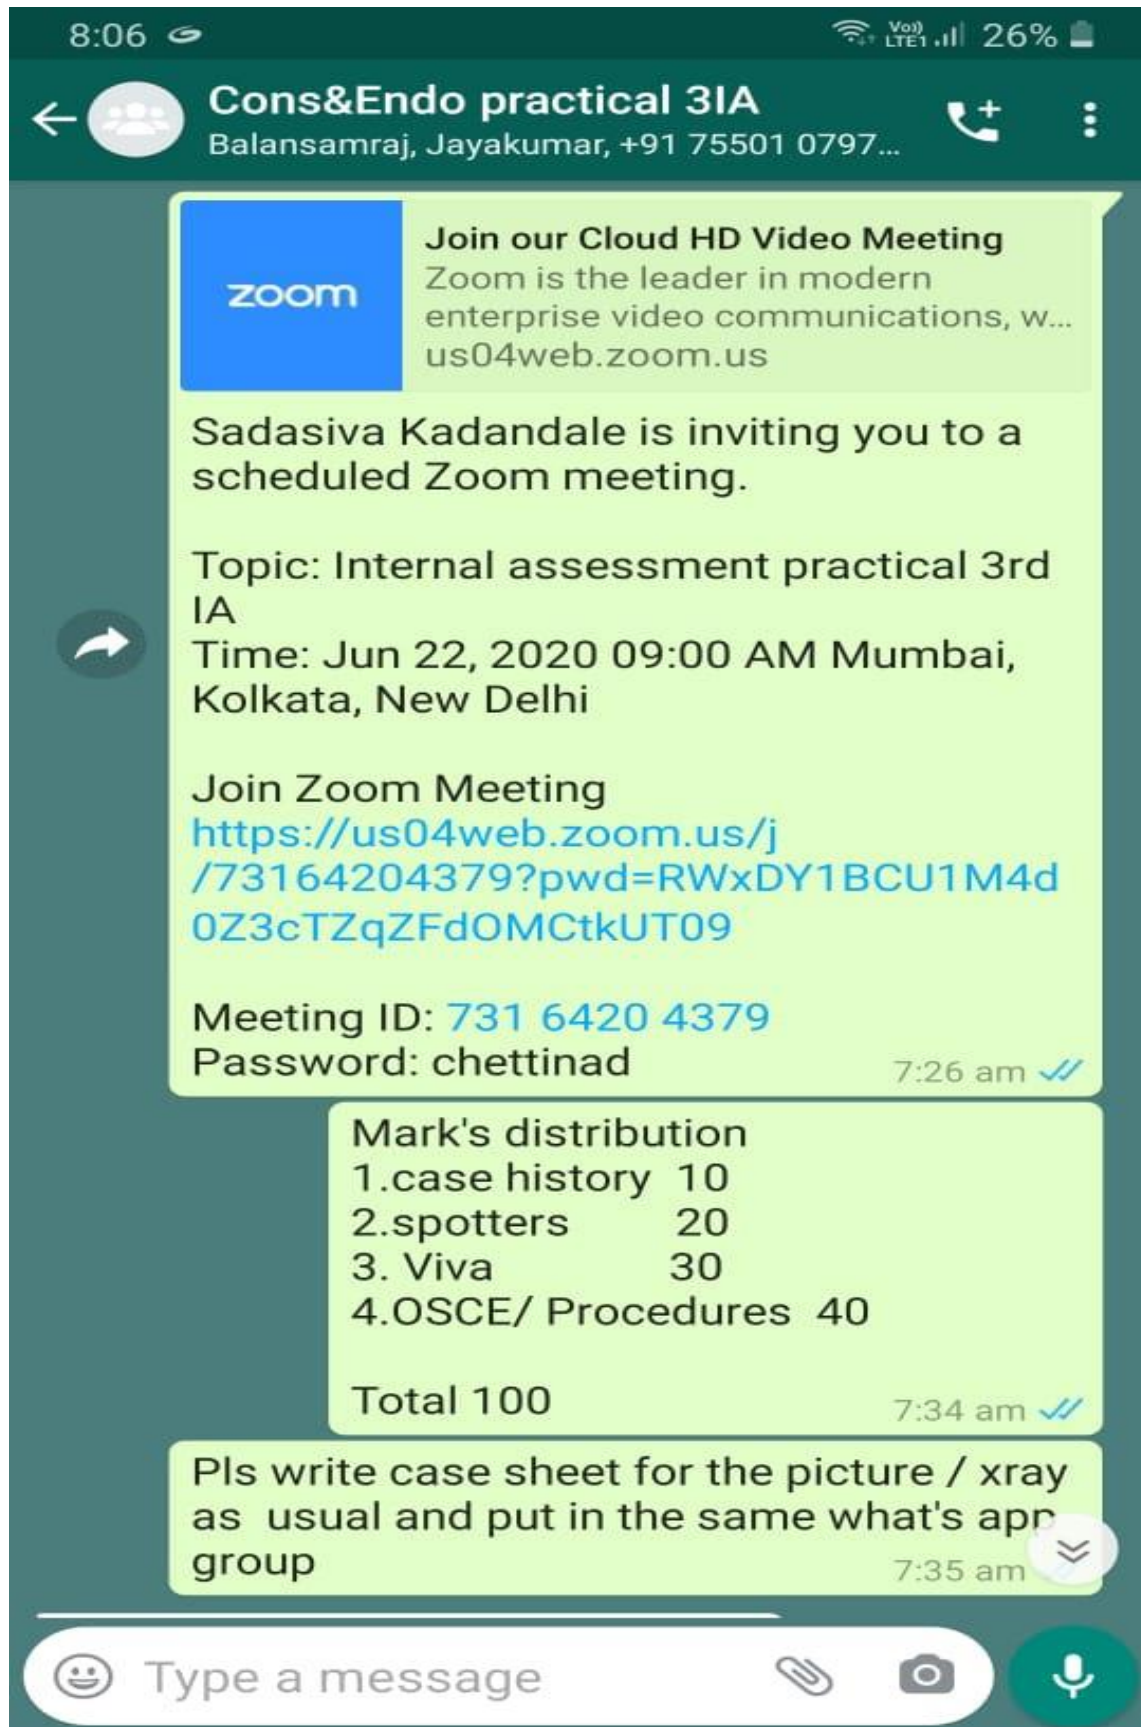 8:06
Vo)) LTE1 26%
Cons&Endo practical 3IA
Balansamraj, Jayakumar, +91 75501 0797...
zoom
Join our Cloud HD Video Meeting
Zoom is the leader in modern
enterprise video communications, w...
us04web.zoom.us
Sadasiva Kadandale is inviting you to a
scheduled Zoom meeting.
Topic: Internal assessment practical 3rd
IA
Time: Jun 22, 2020 09:00 AM Mumbai,
Kolkata, New Delhi
Join Zoom Meeting
https://us04web.zoom.us/j
/73164204379?pwd=RWxDY1BCU1M4d
0Z3cTZqZFdOMCtkUT09
Meeting ID: 731 6420 4379
Password: chettinad
7:26 am
Mark's distribution
1.case history 10
2.spotters 20
3. Viva 30
4.OSCE/ Procedures 40
Total 100
7:34 am
Pls write case sheet for the picture / xray
as usual and put in the same what's app
group
7:35 am
Type a message